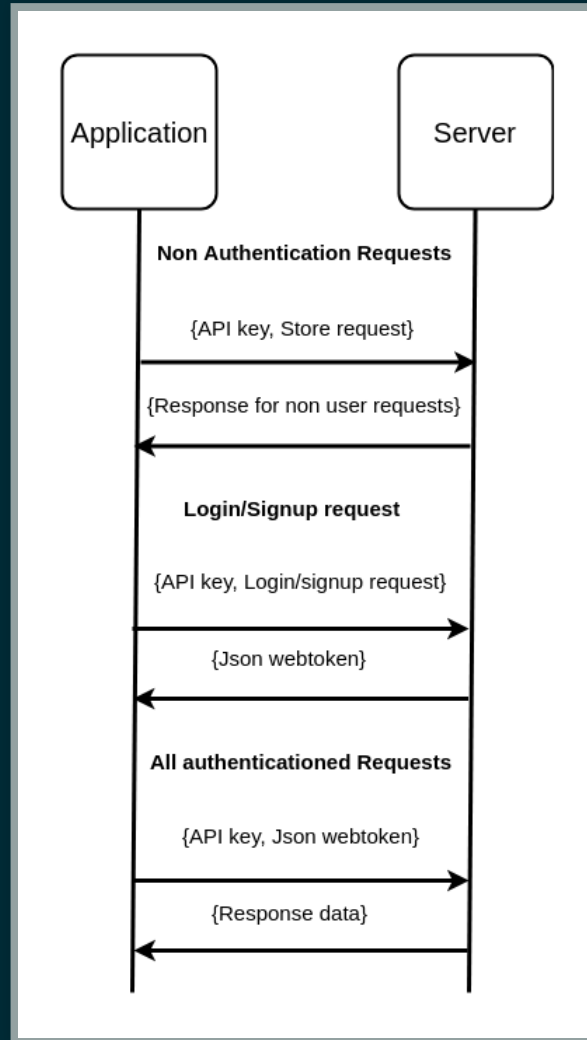 Application
Server
Non Authentication Requests
{API key, Store request}
{Response for non user requests}
Login/Signup request
{API key, Login/signup request}
{Json webtoken}
All authenticationed Requests
{API key, Json webtoken}
{Response data}